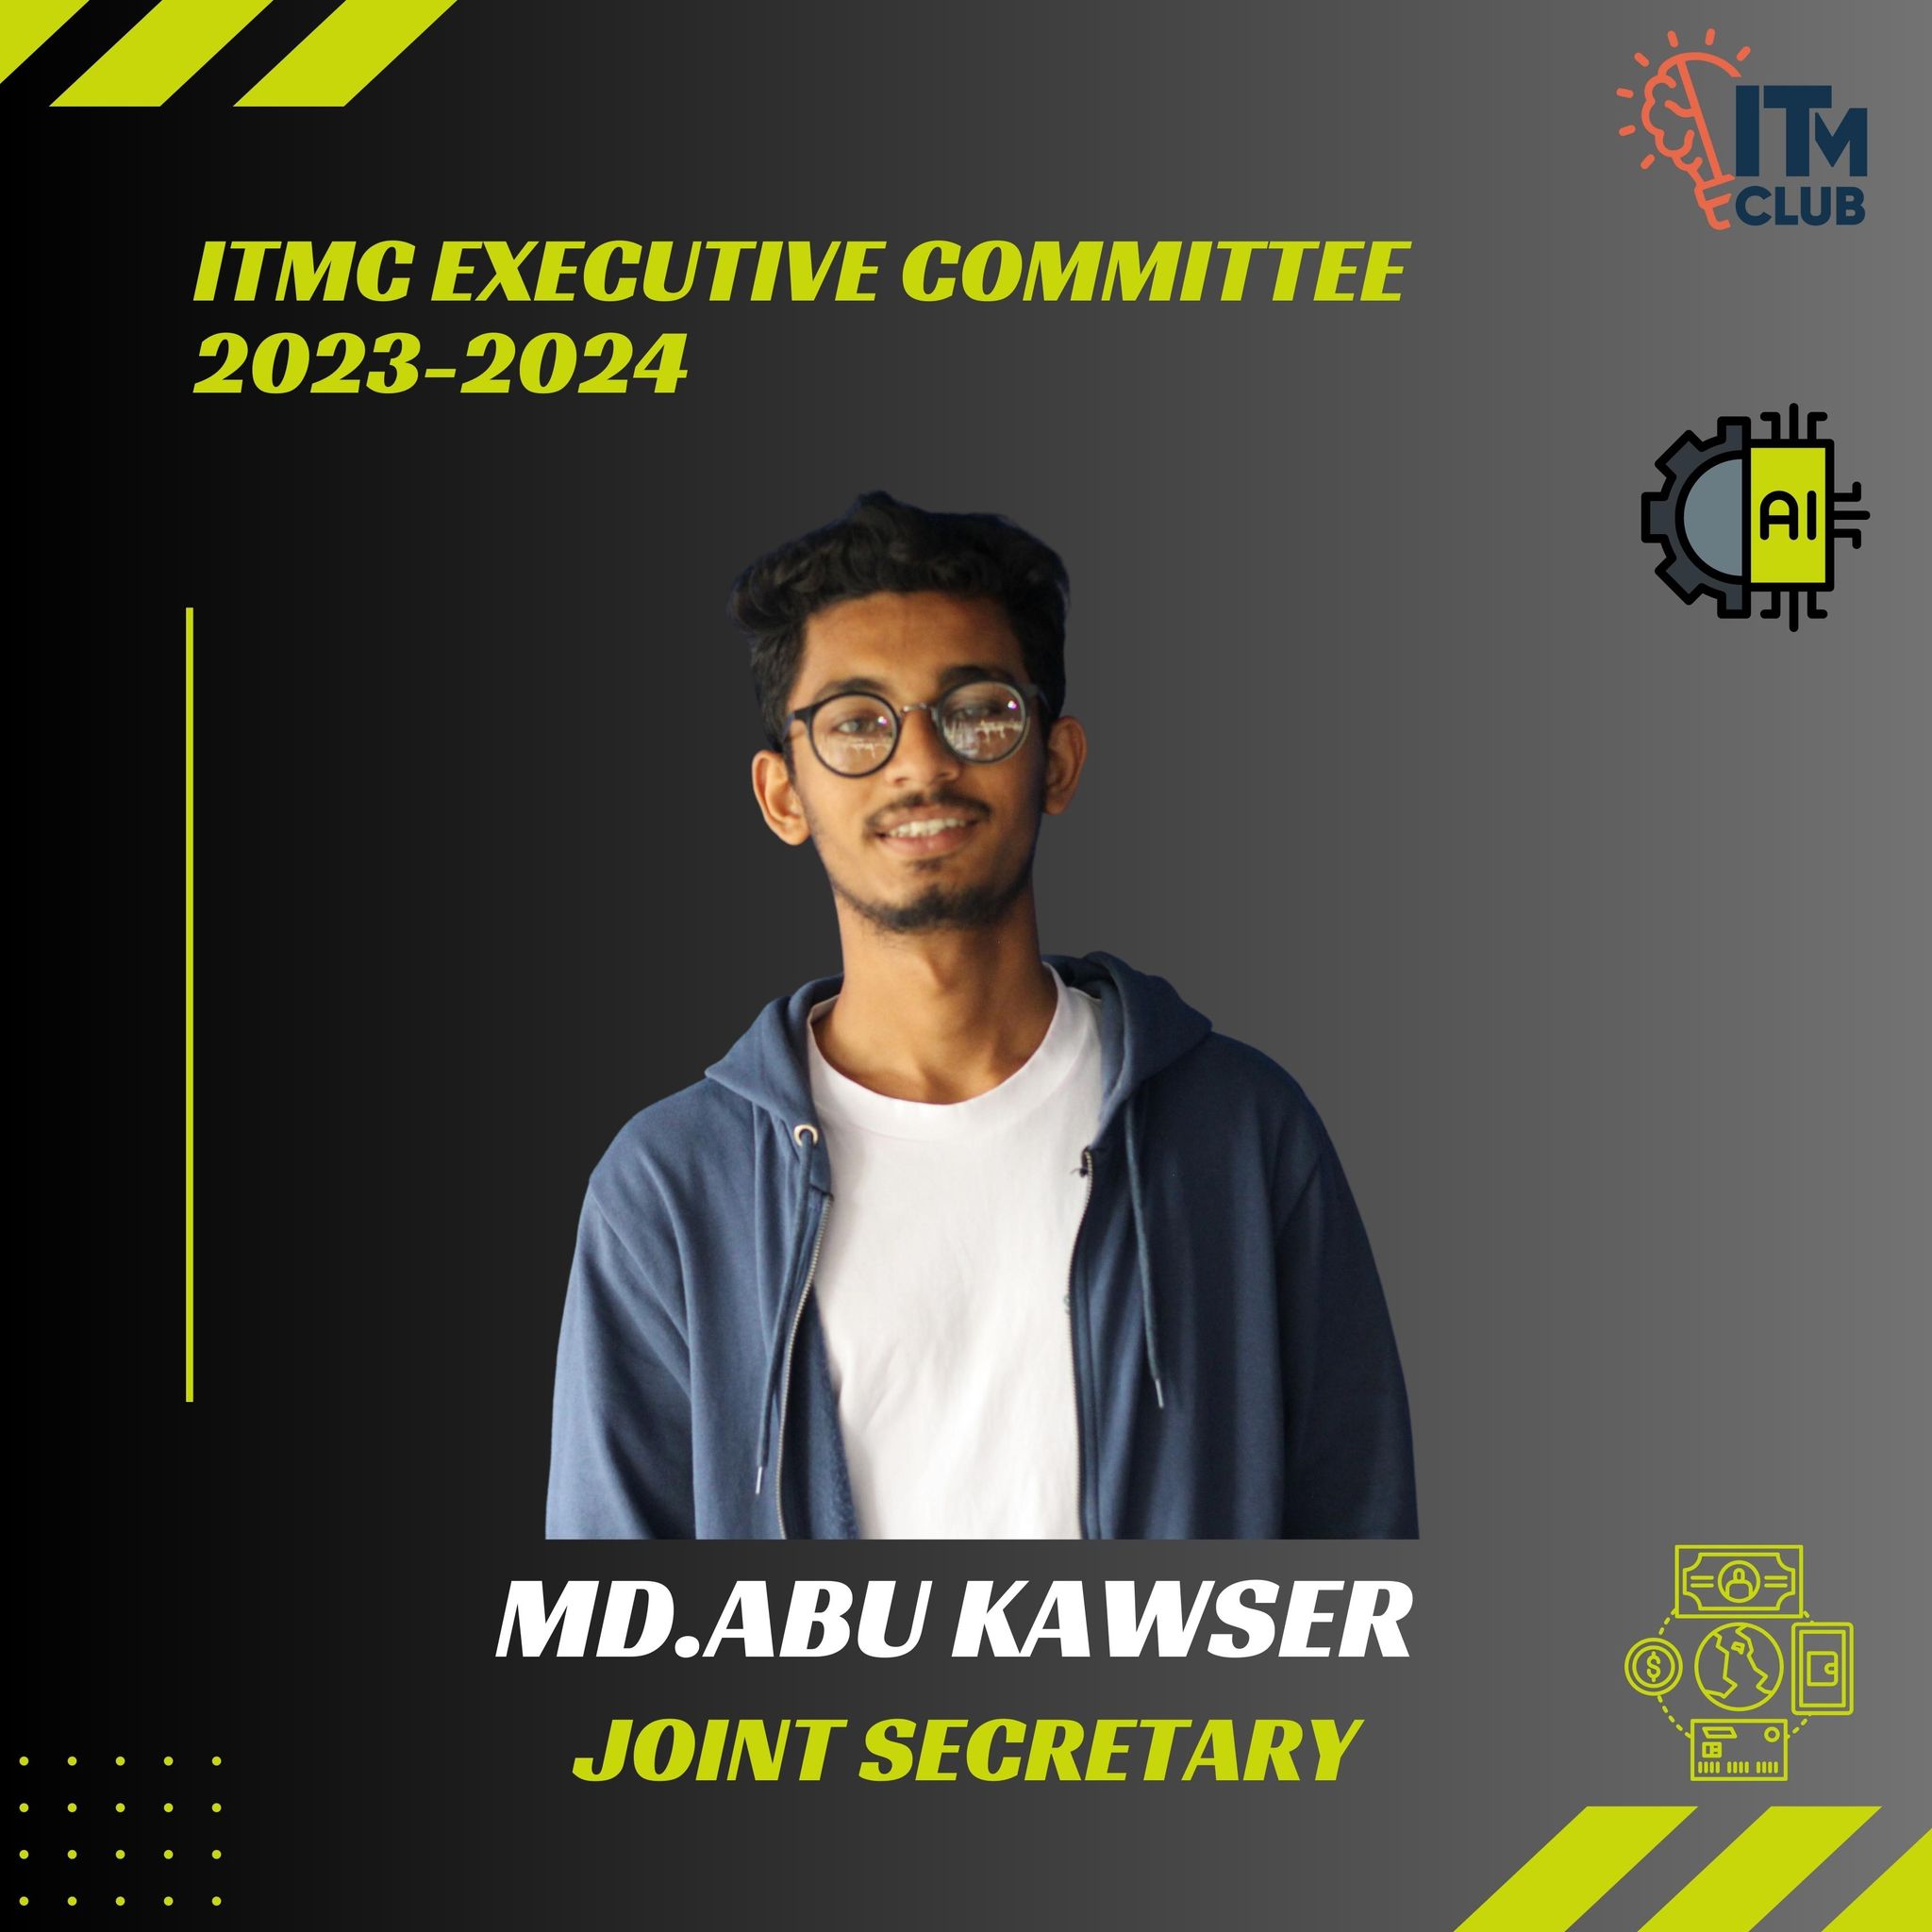 ITM
CLUB
ITMC EXECUTIVE COMMITTEE
2023-2024
AI
$
MD.ABU KAWSER
JOINT SECRETARY